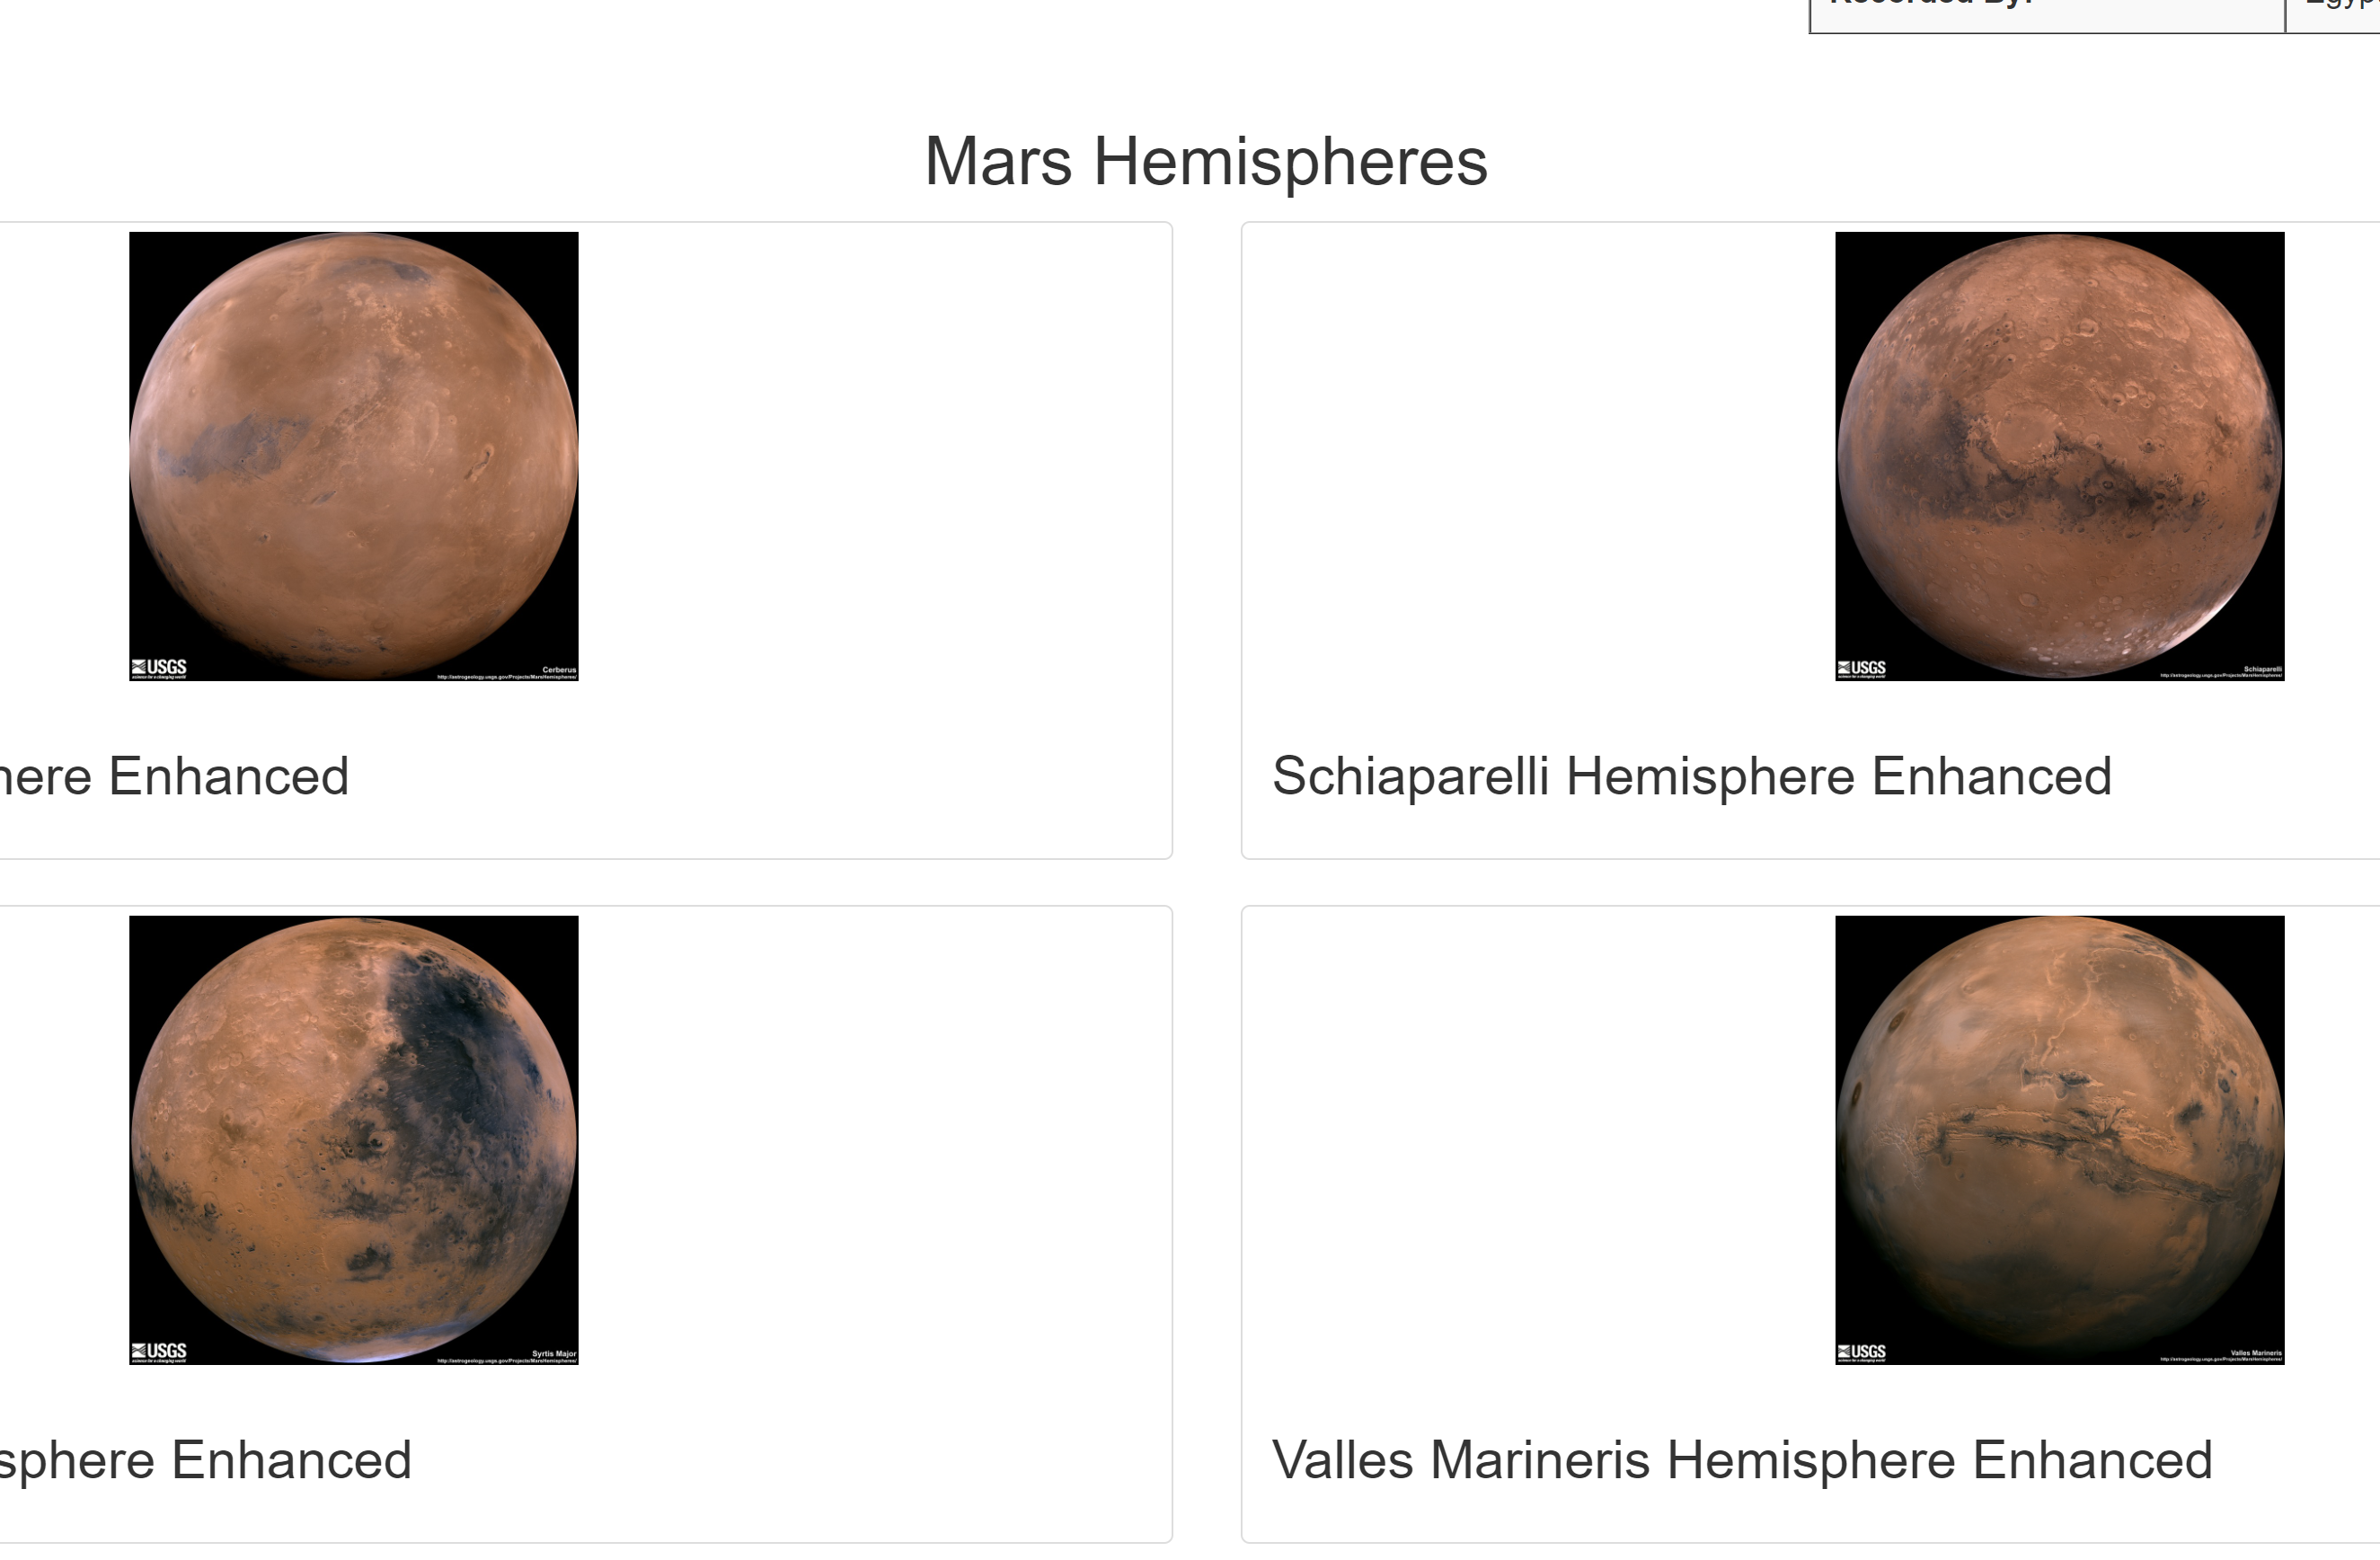 Recorded By:
Mars Hemispheres
USGS
science for a changing world
Cerberus
http://astrogeology.usgs.gov/Projects/MarsHemispheres/
USGS
science for a changing world
Schiaparelli
http://astrogeology.usgs.gov/Projects/MarsHemispheres/
here Enhanced
Schiaparelli Hemisphere Enhanced
USGS
science for a changing world
Syrtis Major
http://astrogeology.usgs.gov/Projects/MarsHemispheres/
USGS
science for a changing world
Valles Marineris
http://astrogeology.usgs.gov/Projects/MarsHemispheres/
sphere Enhanced
Valles Marineris Hemisphere Enhanced